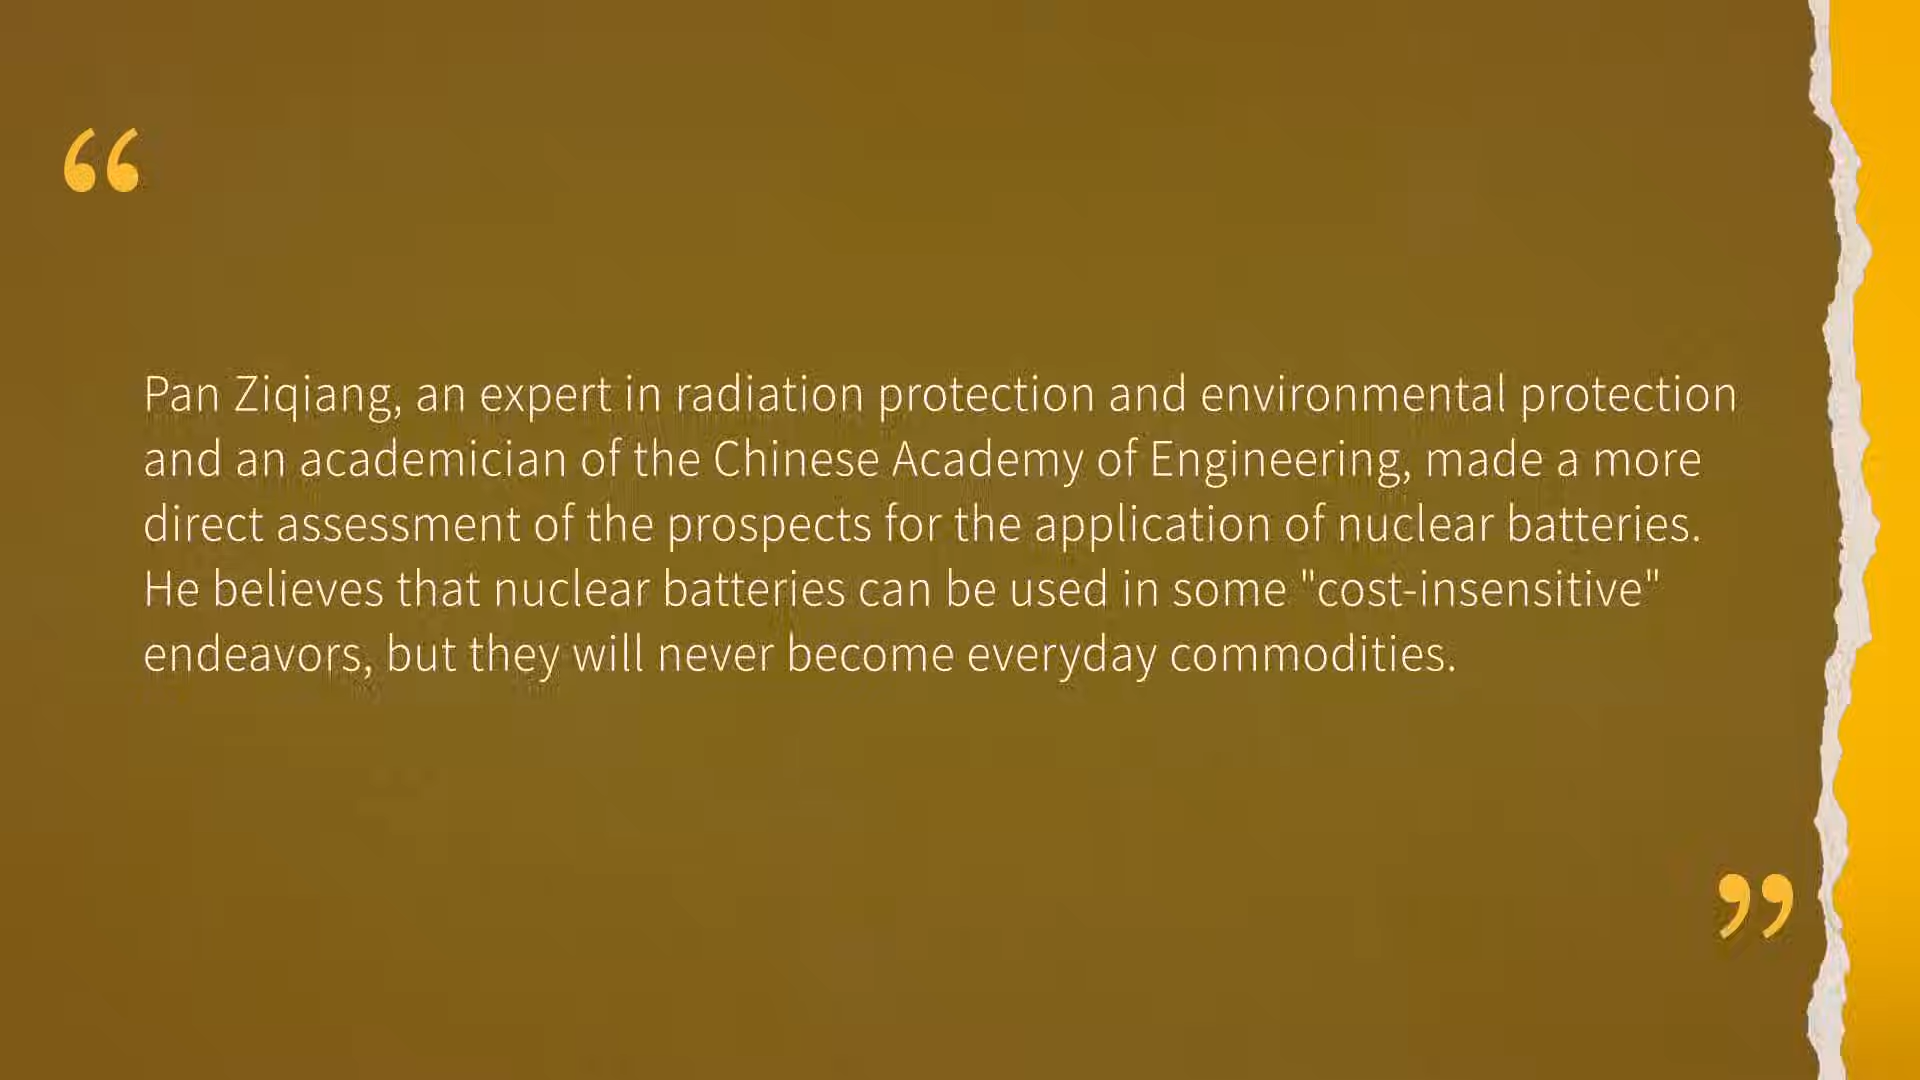 “
Pan Ziqiang, an expert in radiation protection and environmental protection
and an academician of the Chinese Academy of Engineering, made a more
direct assessment of the prospects for the application of nuclear batteries.
He believes that nuclear batteries can be used in some "cost-insensitive"
endeavors, but they will never become everyday commodities.
”